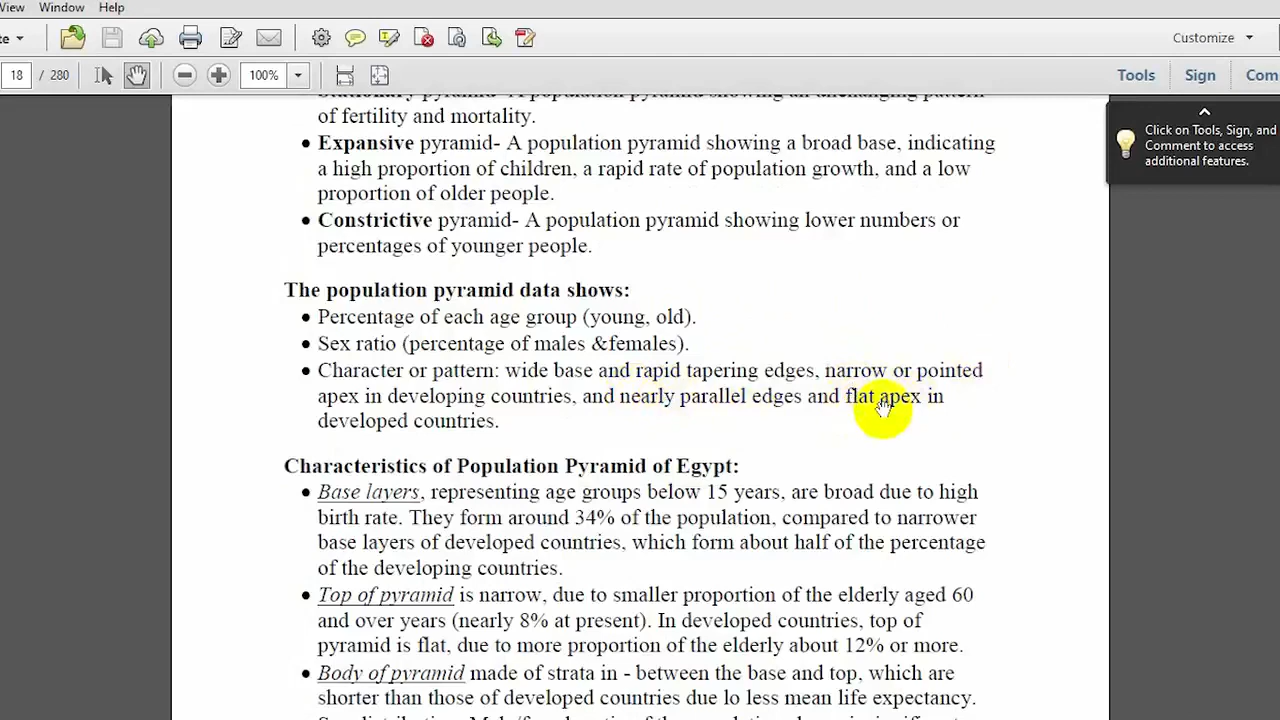 View Window Help
Customize
18 / 280 100% Tools Sign
Click on Tools, Sign, and
Comment to access
additional features.
of fertility and mortality.
• Expansive pyramid- A population pyramid showing a broad base, indicating
a high proportion of children, a rapid rate of population growth, and a low
proportion of older people.
• Constrictive pyramid- A population pyramid showing lower numbers or
percentages of younger people.
The population pyramid data shows:
• Percentage of each age group (young, old).
• Sex ratio (percentage of males &females).
• Character or pattern: wide base and rapid tapering edges, narrow or pointed
apex in developing countries, and nearly parallel edges and flat apex in
developed countries.
Characteristics of Population Pyramid of Egypt:
• Base layers, representing age groups below 15 years, are broad due to high
birth rate. They form around 34% of the population, compared to narrower
base layers of developed countries, which form about half of the percentage
of the developing countries.
• Top of pyramid is narrow, due to smaller proportion of the elderly aged 60
and over years (nearly 8% at present). In developed countries, top of
pyramid is flat, due to more proportion of the elderly about 12% or more.
• Body of pyramid made of strata in - between the base and top, which are
shorter than those of developed countries due lo less mean life expectancy.